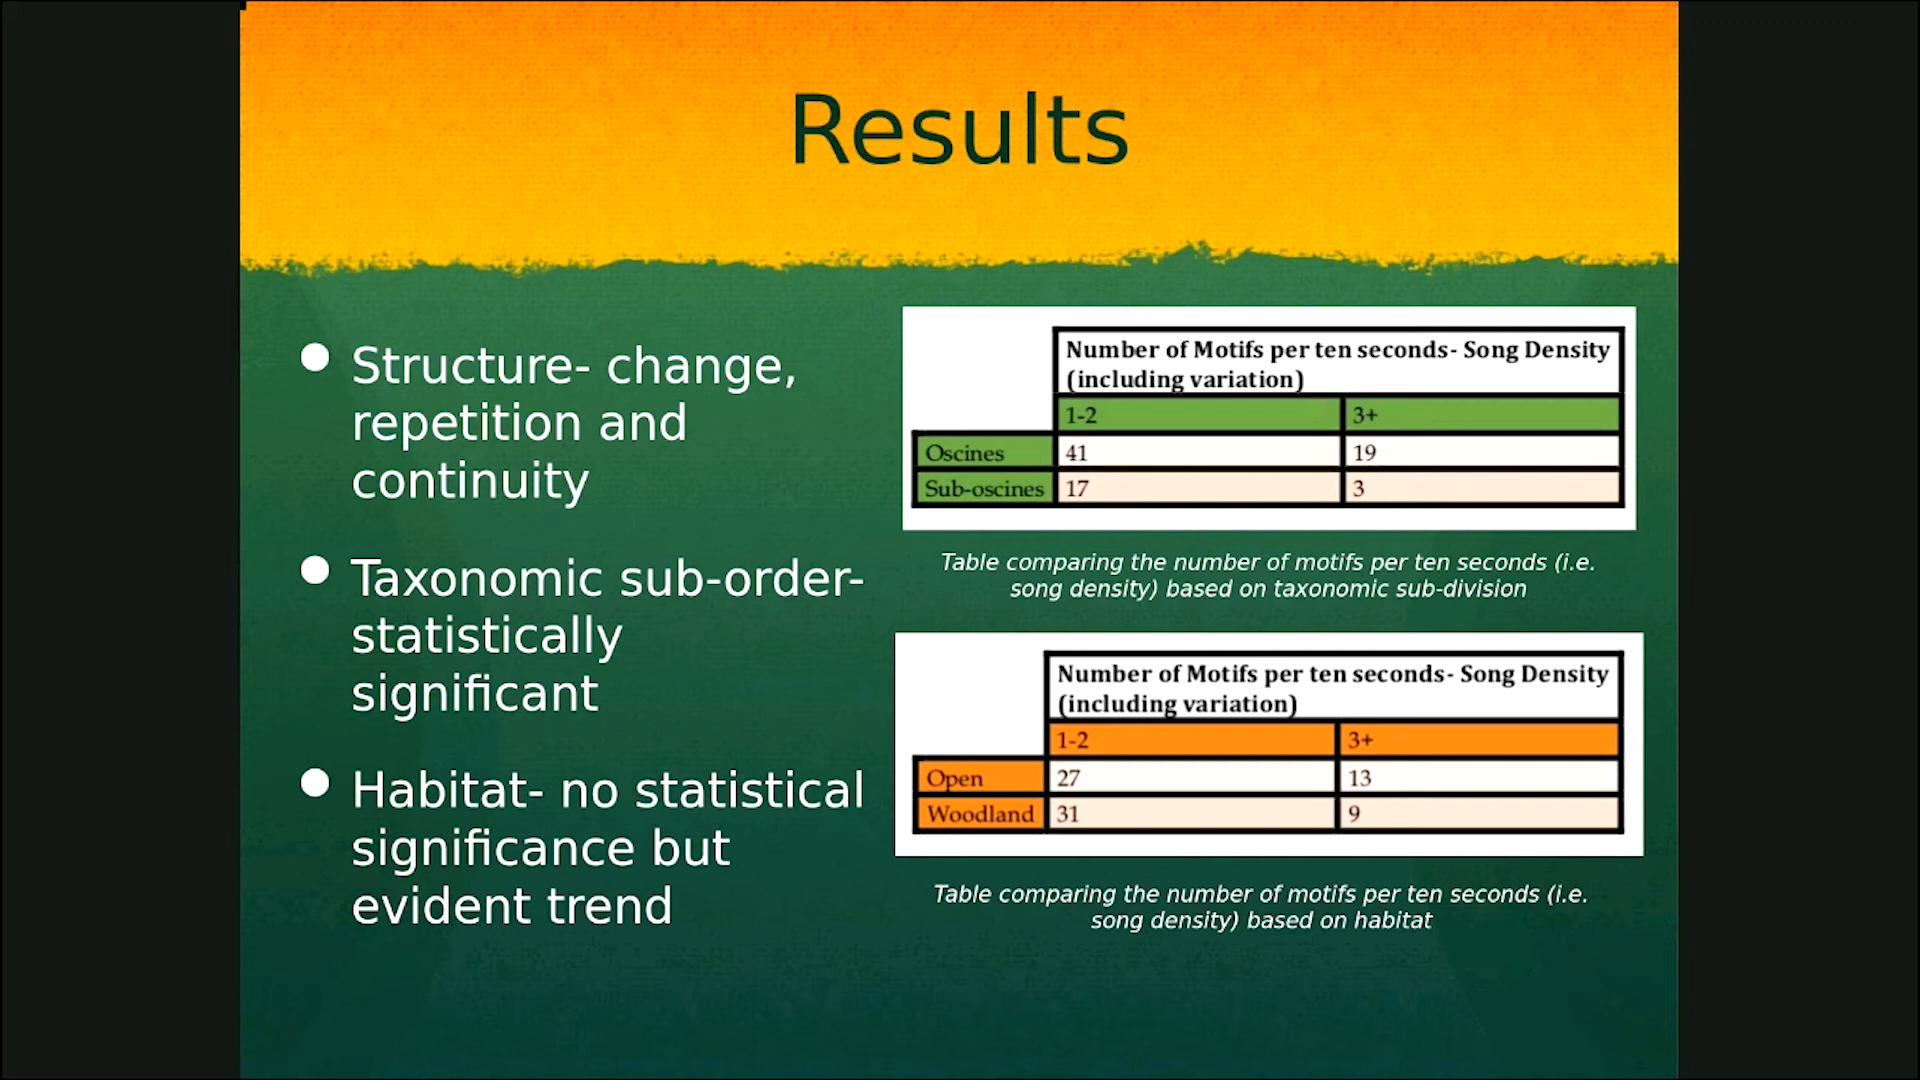 Results
Structure- change,
repetition and
continuity
Taxonomic sub-order-
statistically
significant
Habitat- no statistical
significance but
evident trend
Number of Motifs per ten seconds- Song Density
(including variation)
1-2 3+
Oscines 41 19
Sub-oscines 17 3
Table comparing the number of motifs per ten seconds (i.e.
song density) based on taxonomic sub-division
Number of Motifs per ten seconds- Song Density
(including variation)
1-2 3+
Open 27 13
Woodland 31 9
Table comparing the number of motifs per ten seconds (i.e.
song density) based on habitat